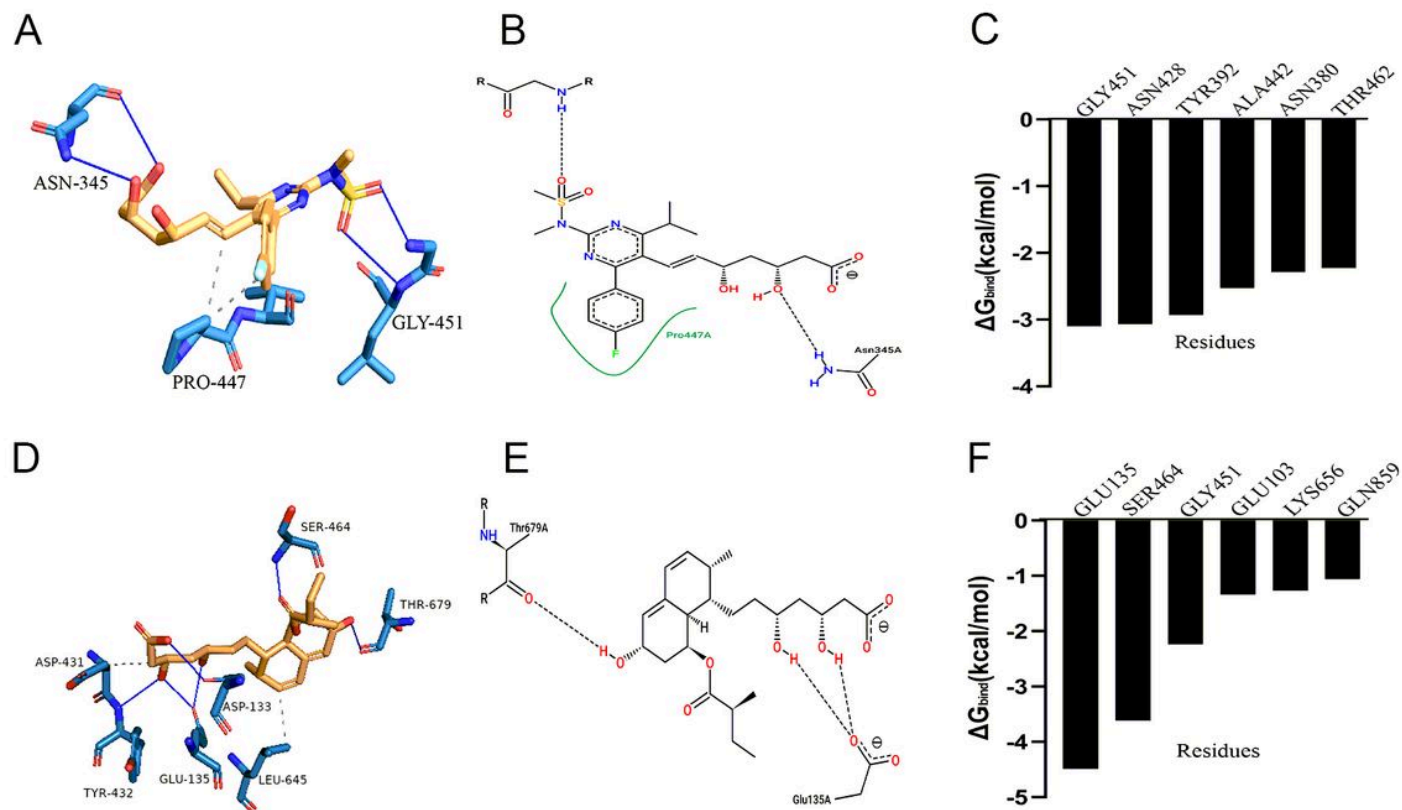 A
ASN-345
PRO-447
GLY-451
B
R
R
O
N
H
O
S
O
N
N
N
F
Pro447A
OH
H
O
O
O
⊖
H
N
H
O
Asn345A
C
GLY451
ASN428
TYR392
ALA442
ASN380
THR462
0
-1
-2
-3
-4
ΔGbind(kcal/mol)
Residues
D
SER-464
THR-679
ASP-431
ASP-133
TYR-432
GLU-135
LEU-645
E
R
NH
Thr679A
R
O
H
O
H
O
O
O
H
O
H
O
O
⊖
O
O
⊖
Glu135A
F
GLU135
SER464
GLY451
GLU103
LYS656
GLN859
0
-1
-2
-3
-4
-5
ΔGbind(kcal/mol)
Residues